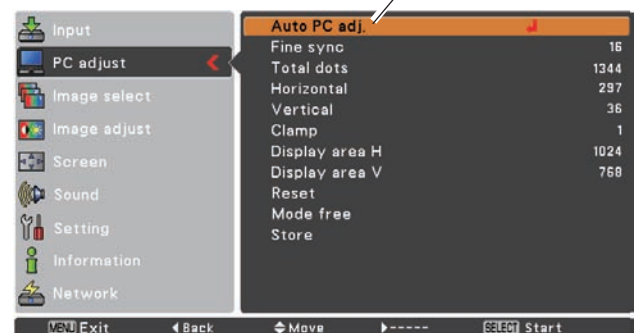 Input
PC adjust
Image select
Image adjust
Screen
Sound
Setting
Information
Network
Auto PC adj.
Fine sync 16
Total dots 1344
Horizontal 297
Vertical 36
Clamp 1
Display area H 1024
Display area V 768
Reset
Mode free
Store
MENU Exit ◀Back Move ▶----- SELECT Start